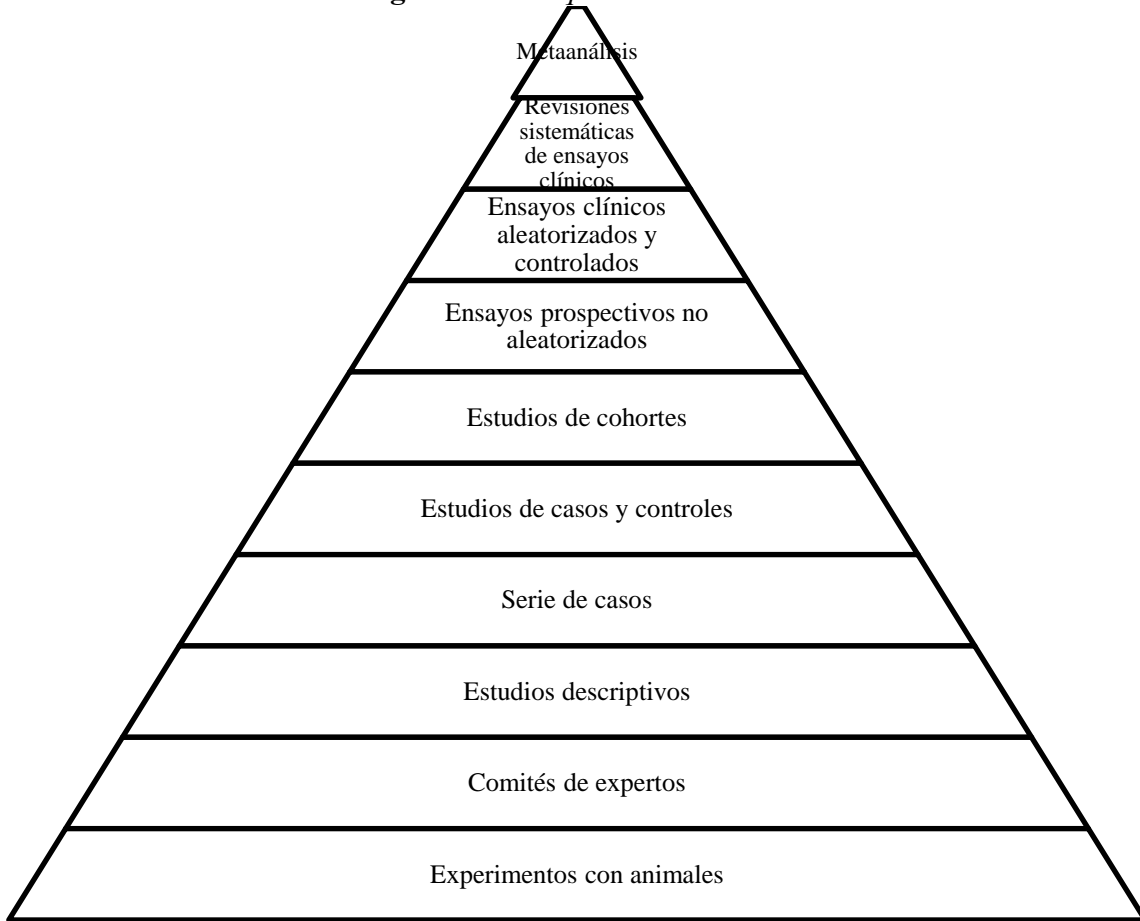 Metaanálisis
Revisiones
sistemáticas
de ensayos
clínicos
Ensayos clínicos
aleatorizados y
controlados
Ensayos prospectivos no
aleatorizados
Estudios de cohortes
Estudios de casos y controles
Serie de casos
Estudios descriptivos
Comités de expertos
Experimentos con animales